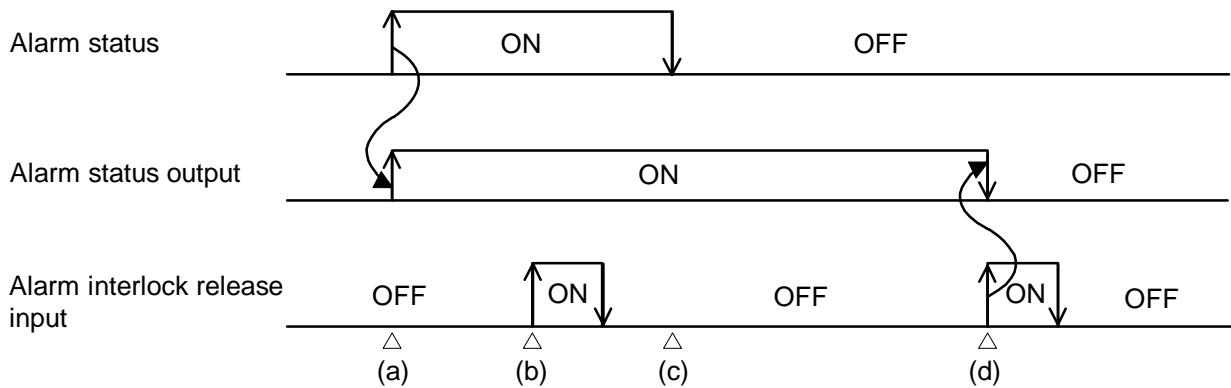 Alarm status
ON
OFF
Alarm status output
ON
OFF
Alarm interlock release
input
OFF
ON
OFF
ON
OFF
(a)
(b)
(c)
(d)